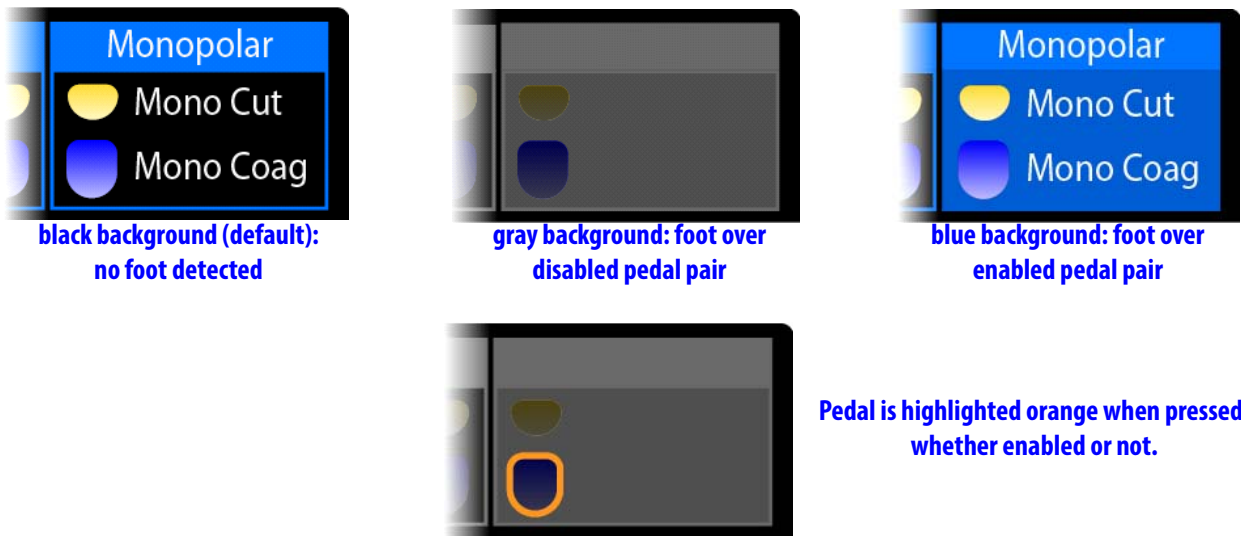 Monopolar
Mono Cut
Mono Coag
black background (default):
no foot detected
gray background: foot over
disabled pedal pair
Monopolar
Mono Cut
Mono Coag
blue background: foot over
enabled pedal pair
Pedal is highlighted orange when pressed
whether enabled or not.